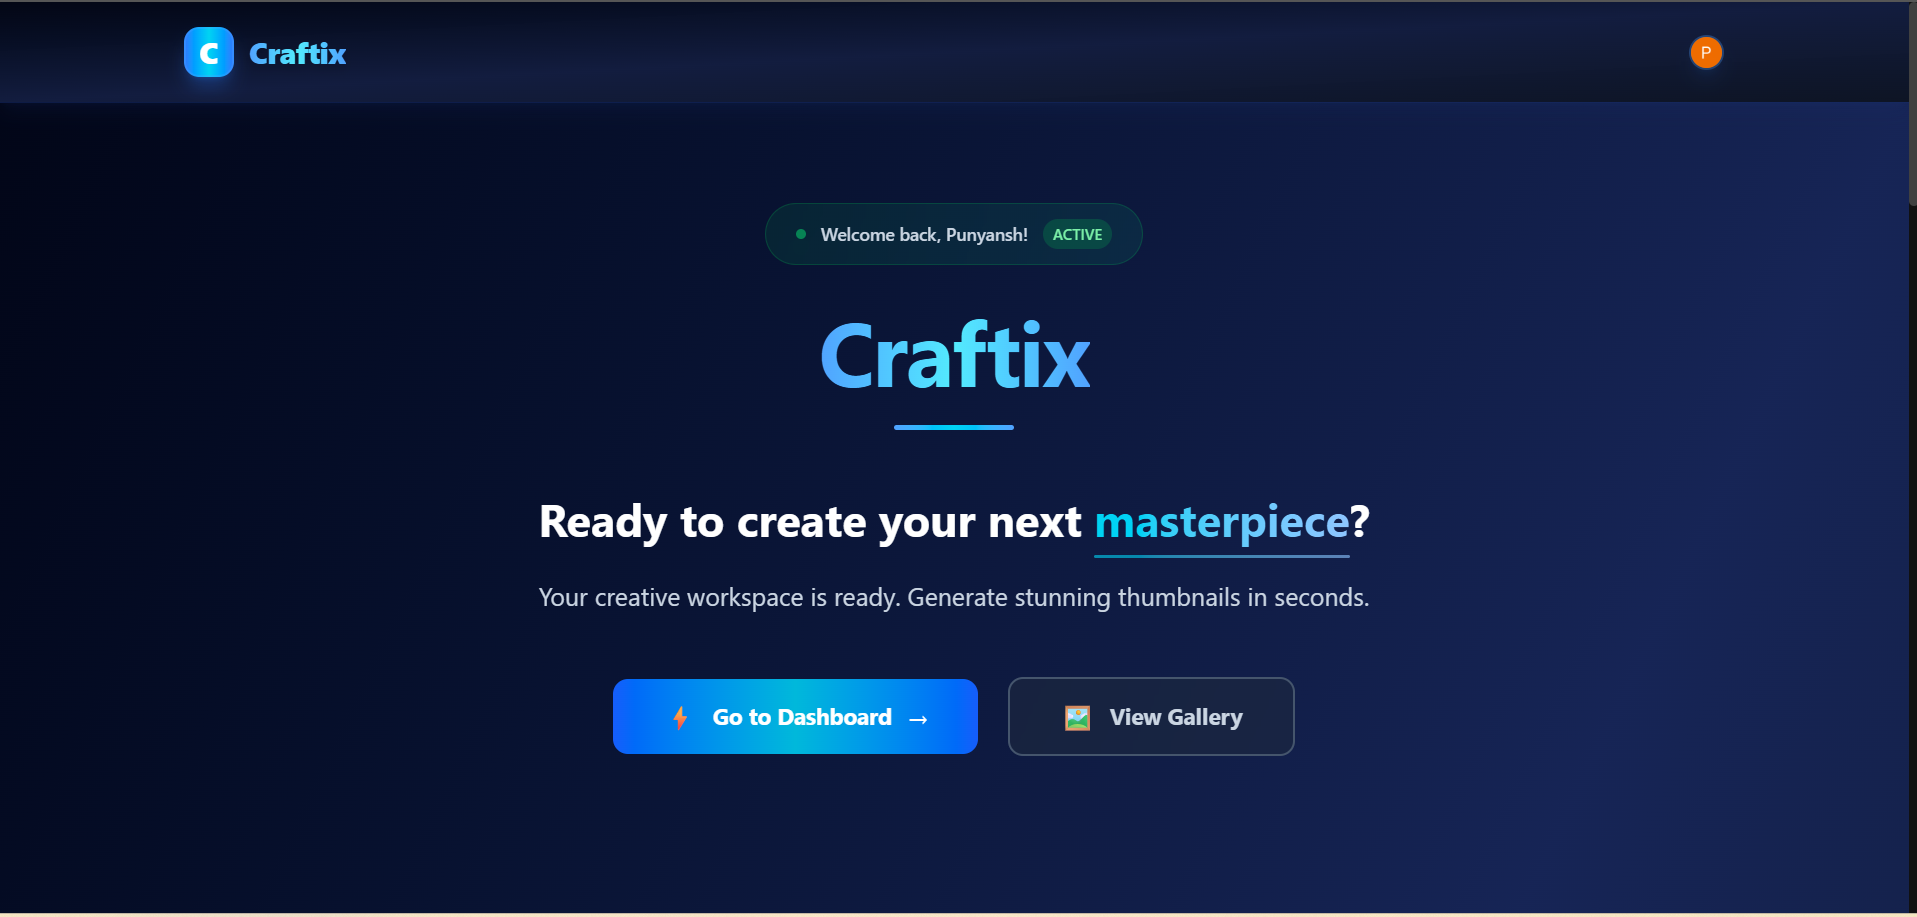 C Craftix
P
Welcome back, Punyansh! ACTIVE
Craftix
Ready to create your next masterpiece?
Your creative workspace is ready. Generate stunning thumbnails in seconds.
Go to Dashboard →
View Gallery